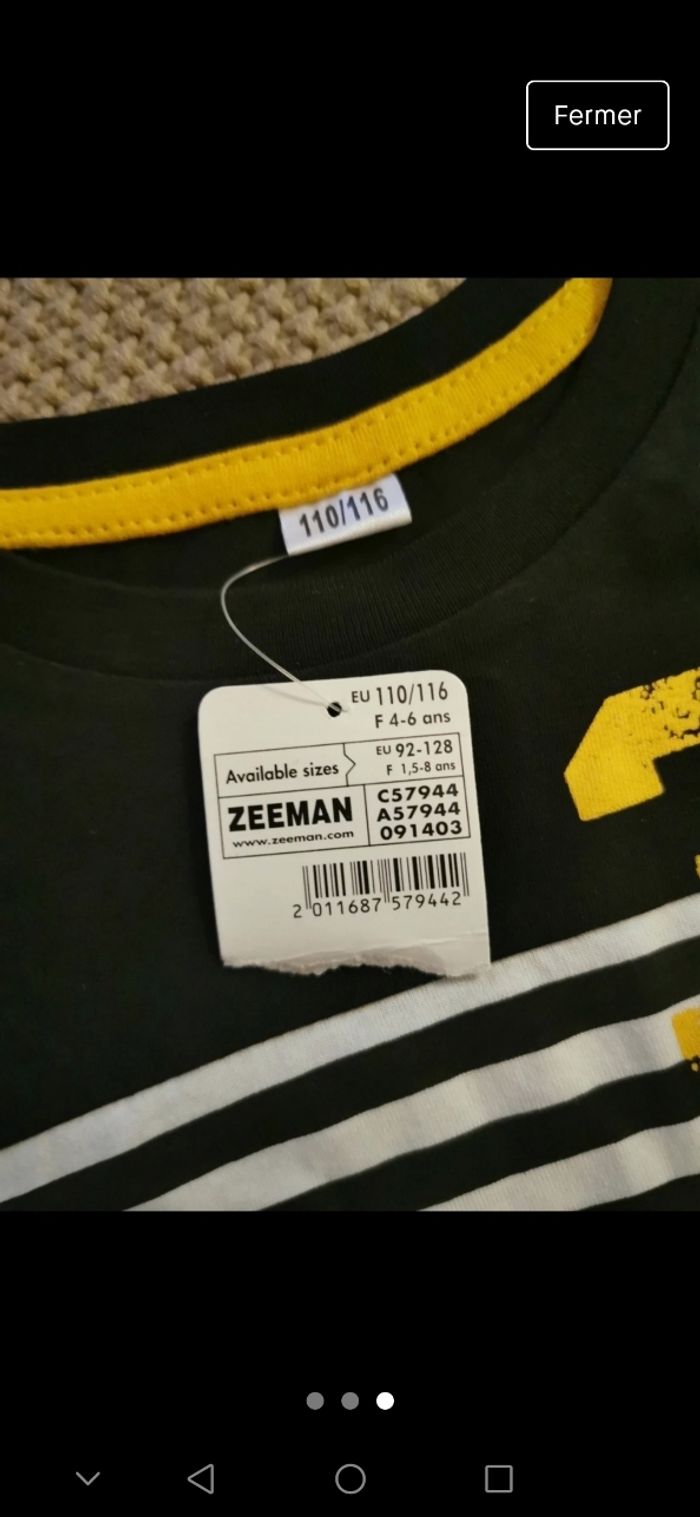 Fermer
110/116
EU 110/116
F 4-6 ans
Available sizes
EU 92-128
F 1,5-8 ans
ZEEMAN
www.zeeman.com
C57944
A57944
091403
2 011687 579442